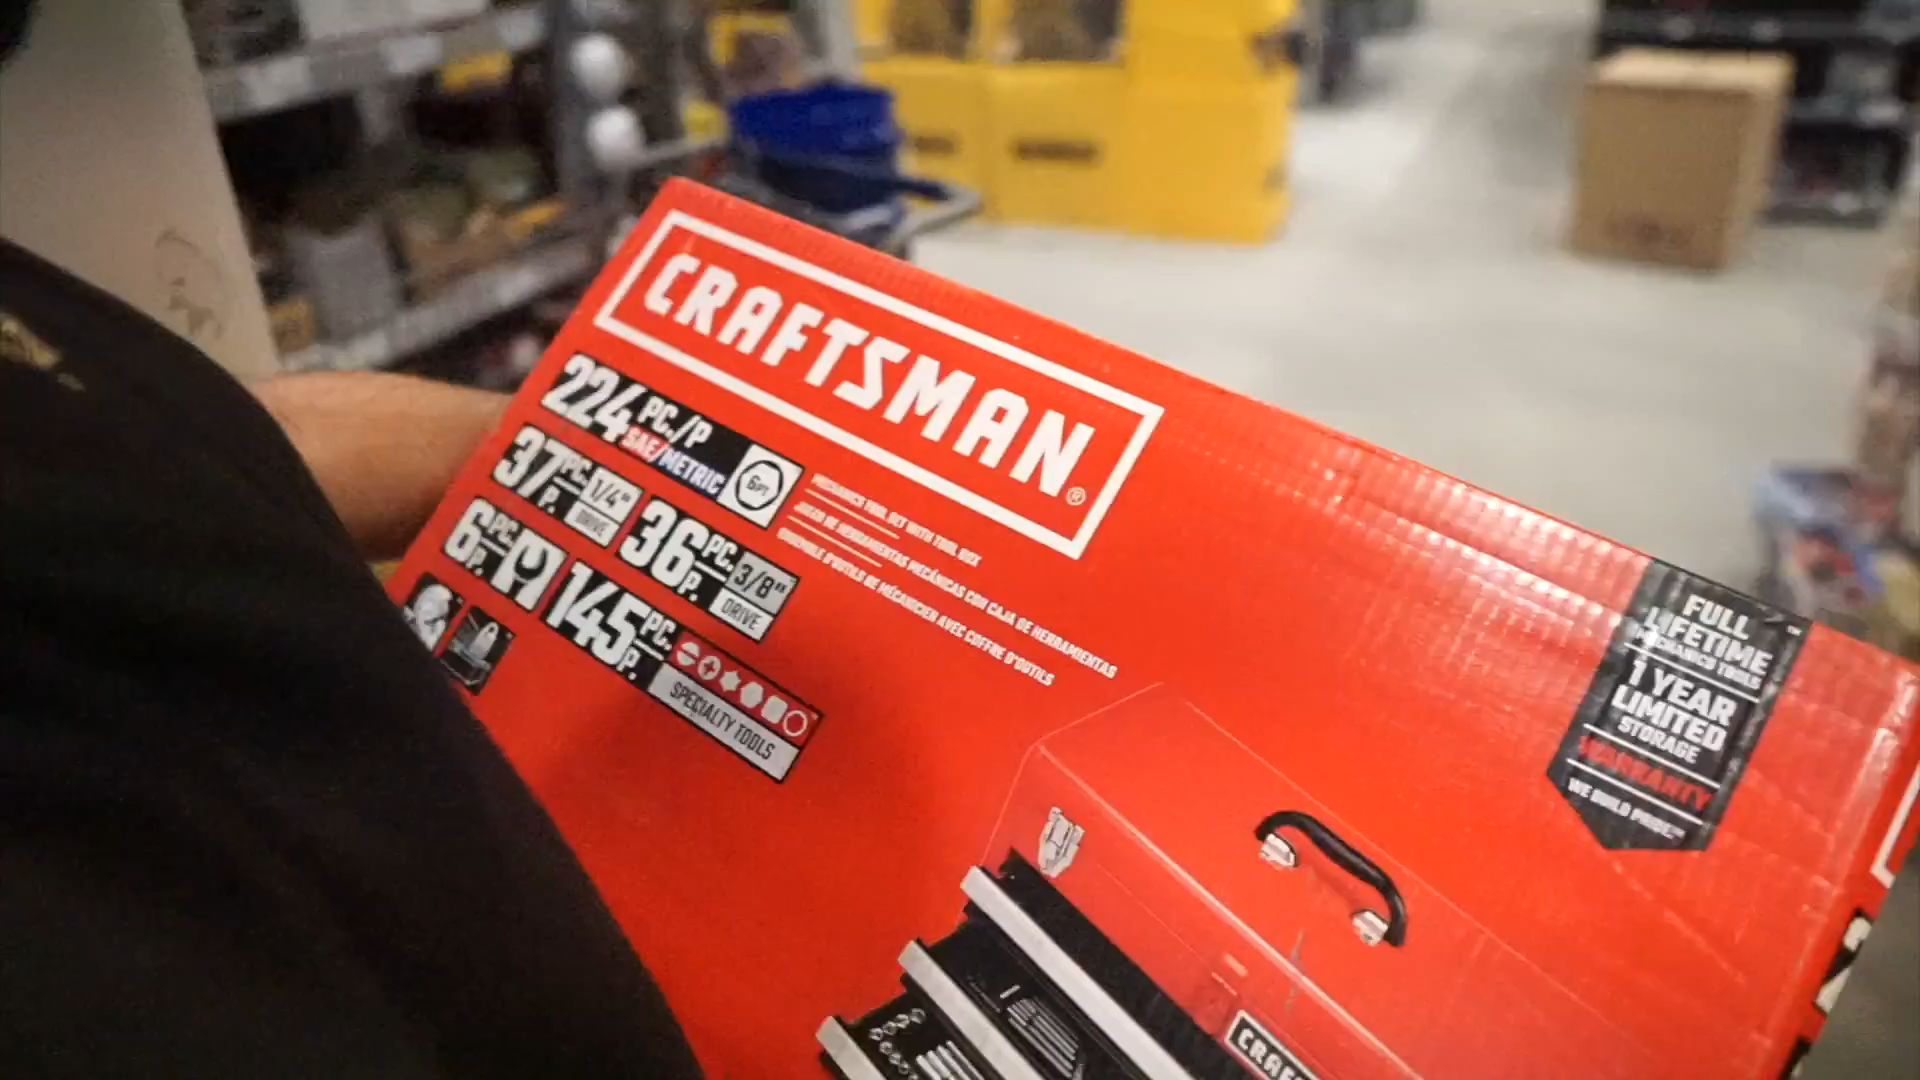 CRAFTSMAN®
224 PC./P
SAE/METRIC
6PT
37 PC. P. 1/4" DRIVE
36 PC. P. 3/8" DRIVE
6 PC. P.
145 PC. P.
SPECIALTY TOOLS
MECHANICS TOOL SET WITH TOOL BOX
JUEGO DE HERRAMIENTAS MECÁNICAS CON CAJA DE HERRAMIENTAS
ENSEMBLE D'OUTILS DE MÉCANICIEN AVEC COFFRE D'OUTILS
FULL
LIFETIME
MECHANICS TOOLS
1 YEAR
LIMITED
STORAGE
WARRANTY
WE BUILD PRIDE™